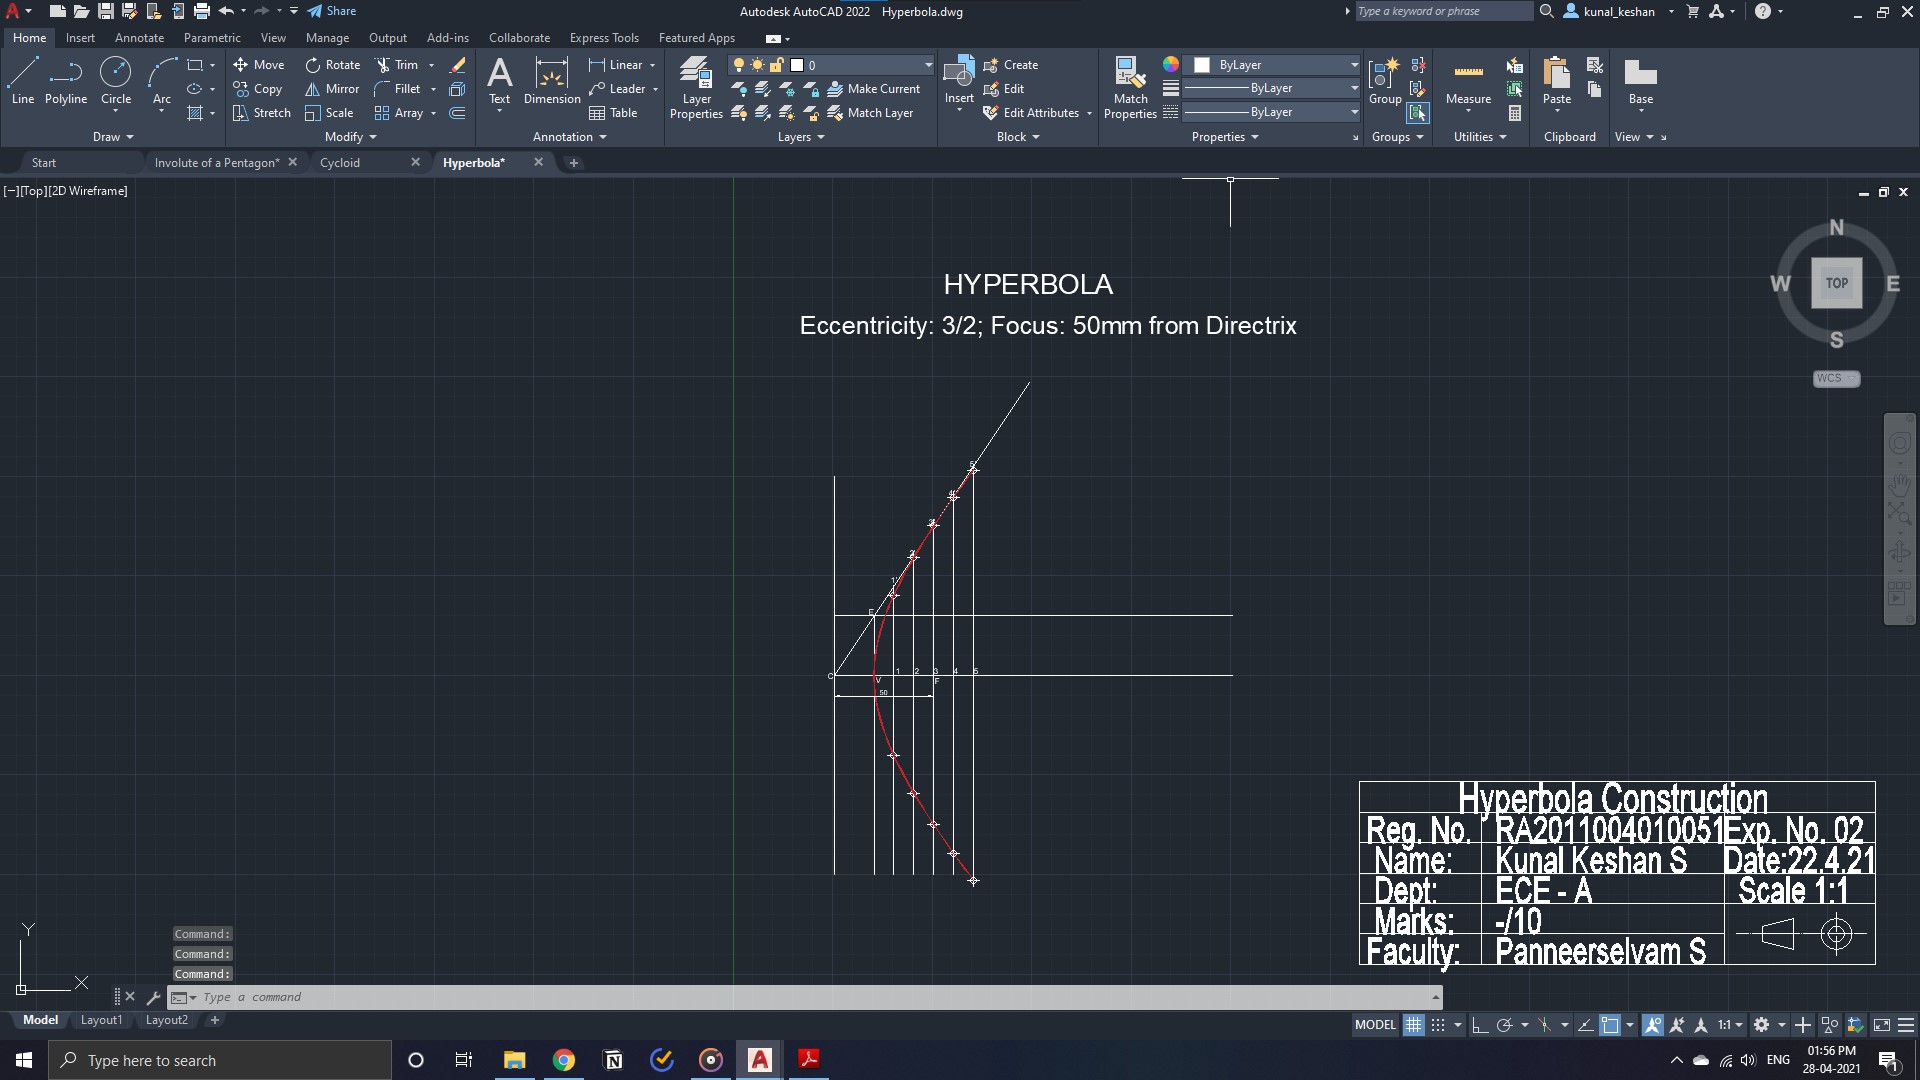 Share
Autodesk AutoCAD 2022 Hyperbola.dwg
Type a keyword or phrase
kunal_keshan
Home Insert Annotate Parametric View Manage Output Add-ins Collaborate Express Tools Featured Apps
Move Rotate Trim Linear 0 Create ByLayer
Line Polyline Circle Arc Copy Mirror Fillet Text Dimension Leader Layer Properties Make Current Insert Edit Match Properties ByLayer Group Measure Paste Base
Stretch Scale Array Table Match Layer Edit Attributes ByLayer
Draw Modify Annotation Layers Block Properties Groups Utilities Clipboard View
Start Involute of a Pentagon* Cycloid Hyperbola*
[−][Top][2D Wireframe]
N
W TOP E
S
WCS
HYPERBOLA
Eccentricity: 3/2; Focus: 50mm from Directrix
1'
E
C 1 2 3 4 5
V F
50
Hyperbola Construction
Reg. No. RA2011004010051 Exp. No. 02
Name: Kunal Keshan S Date:22.4.21
Dept: ECE - A Scale 1:1
Marks: -/10
Faculty: Panneerselvam S
Y
X
Command:
Command:
Command:
Type a command
Model Layout1 Layout2
MODEL 1:1
Type here to search
ENG 01:56 PM
28-04-2021
1